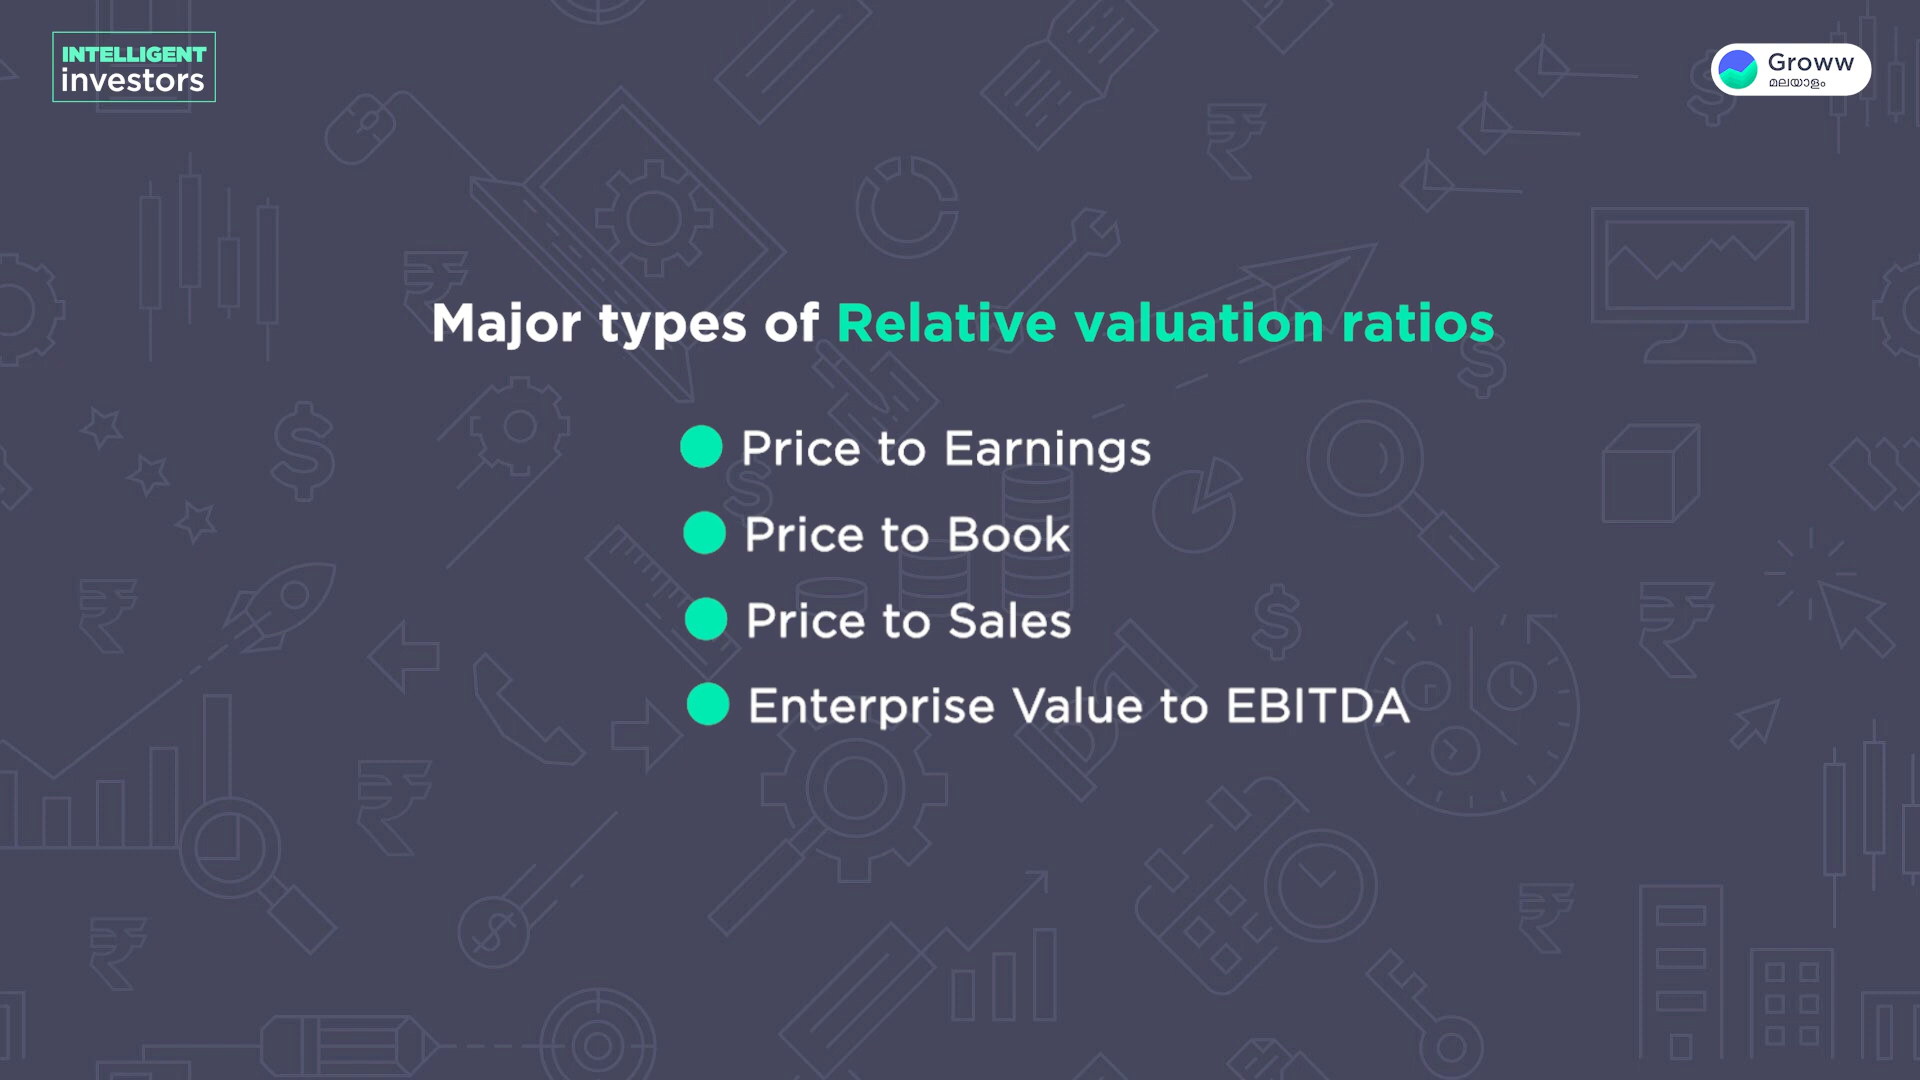 INTELLIGENT
investors
Groww
മലയാളം
Major types of Relative valuation ratios
Price to Earnings
Price to Book
Price to Sales
Enterprise Value to EBITDA